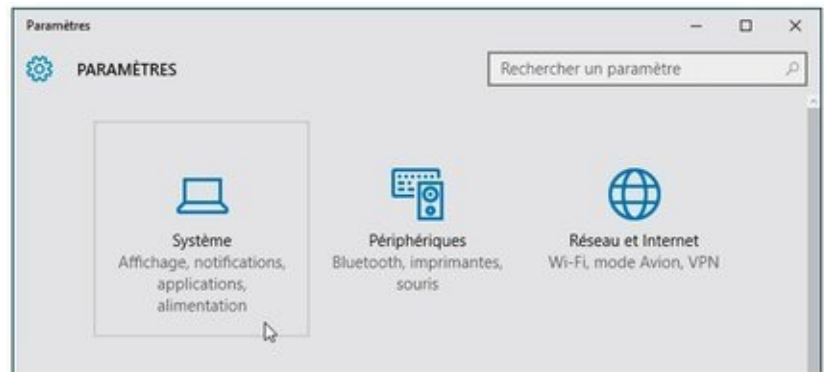 Paramètres
PARAMÈTRES
Rechercher un paramètre
Système
Affichage, notifications,
applications,
alimentation
Périphériques
Bluetooth, imprimantes,
souris
Réseau et Internet
Wi-Fi, mode Avion, VPN